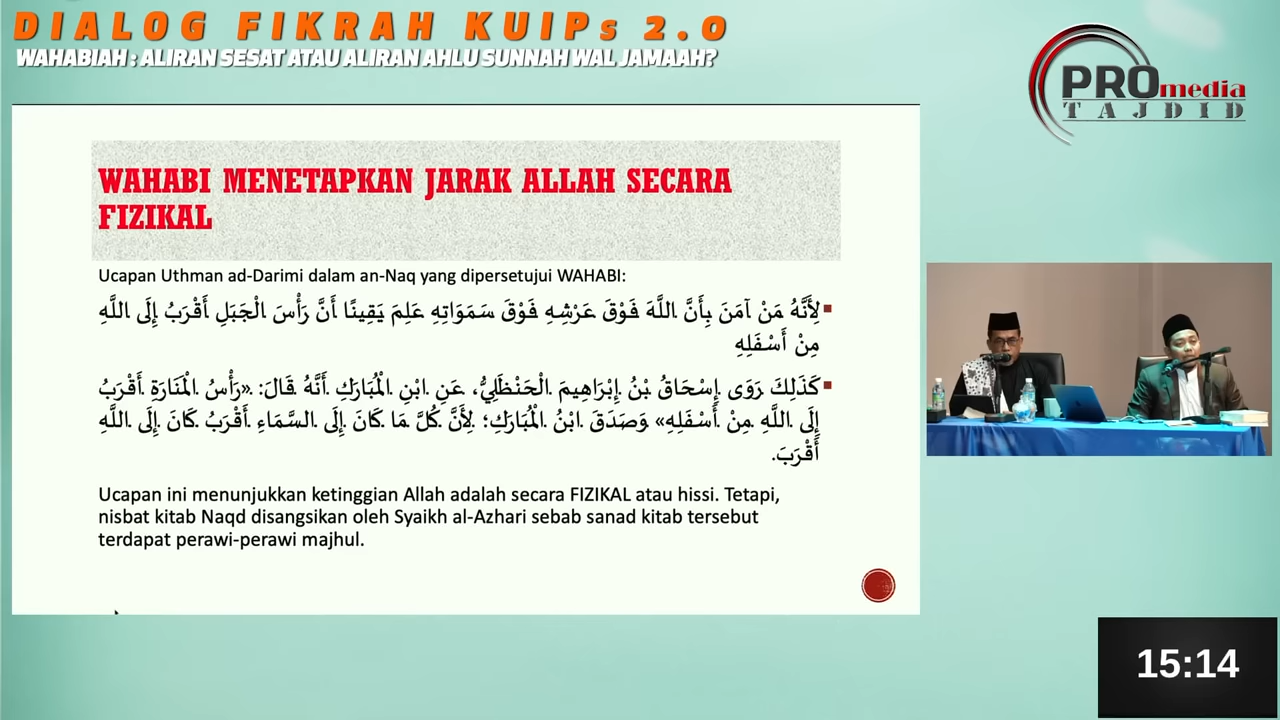 DIALOG FIKRAH KUIPs 2.0
WAHABIAH : ALIRAN SESAT ATAU ALIRAN AHLU SUNNAH WAL JAMAAH?
PROmedia
TAJDID
WAHABI MENETAPKAN JARAK ALLAH SECARA
FIZIKAL
Ucapan Uthman ad-Darimi dalam an-Naq yang dipersetujui WAHABI:
لِأَنَّهُ مَنْ آمَنَ بِأَنَّ اللَّهَ فَوْقَ عَرْشِهِ فَوْقَ سَمَوَاتِهِ عَلِمَ يَقِينًا أَنَّ رَأْسَ الْجَبَلِ أَقْرَبُ إِلَى اللَّهِ
مِنْ أَسْفَلِهِ
كَذَلِكَ رَوَى إِسْحَاقُ بْنُ إِبْرَاهِيمَ الْحَنْظَلِيُّ، عَنِ ابْنِ الْمُبَارَكِ أَنَّهُ قَالَ: «رَأْسُ الْمَنَارَةِ أَقْرَبُ
إِلَى اللَّهِ مِنْ أَسْفَلِهِ» وَصَدَقَ ابْنُ الْمُبَارَكِ؛ لِأَنَّ كُلَّ مَا كَانَ إِلَى السَّمَاءِ أَقْرَبُ كَانَ إِلَى اللَّهِ
أَقْرَبَ.
Ucapan ini menunjukkan ketinggian Allah adalah secara FIZIKAL atau hissi. Tetapi,
nisbat kitab Naqd disangsikan oleh Syaikh al-Azhari sebab sanad kitab tersebut
terdapat perawi-perawi majhul.
15:14